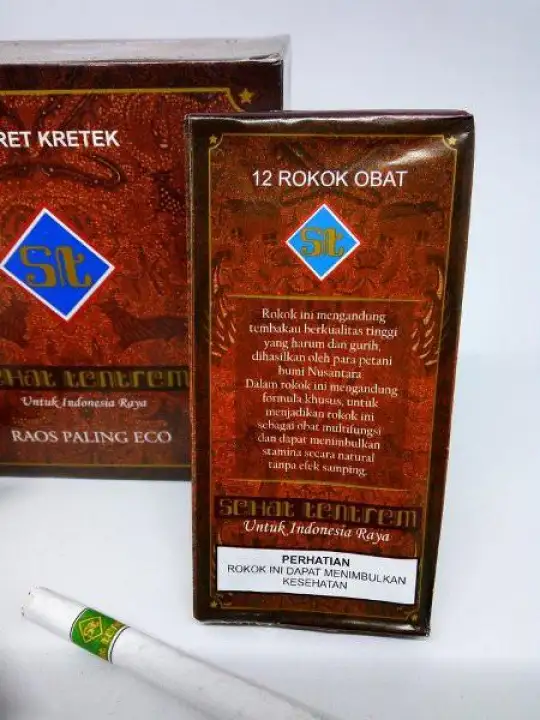 RET KRETEK
St
ehat tentrem
Untuk Indonesia Raya
RAOS PALING ECO
12 ROKOK OBAT
St
Rokok ini mengandung
tembakau berkualitas tinggi
yang harum dan gurih,
dihasilkan oleh para petani
bumi Nusantara
Dalam rokok ini mengandung
formula khusus, untuk
menjadikan rokok ini
sebagai obat multifungsi
dan dapat menimbulkan
stamina secara natural
tanpa efek samping.
Sehat tentrem
Untuk Indonesia Raya
PERHATIAN
ROKOK INI DAPAT MENIMBULKAN
KESEHATAN
St